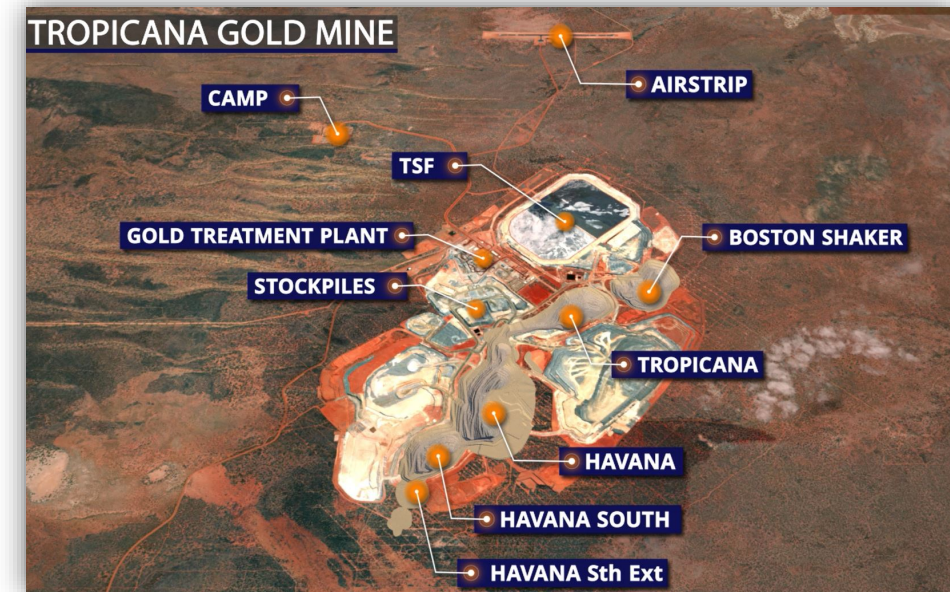 TROPICANA GOLD MINE
AIRSTRIP
CAMP
TSF
GOLD TREATMENT PLANT
BOSTON SHAKER
STOCKPILES
TROPICANA
HAVANA
HAVANA SOUTH
HAVANA Sth Ext